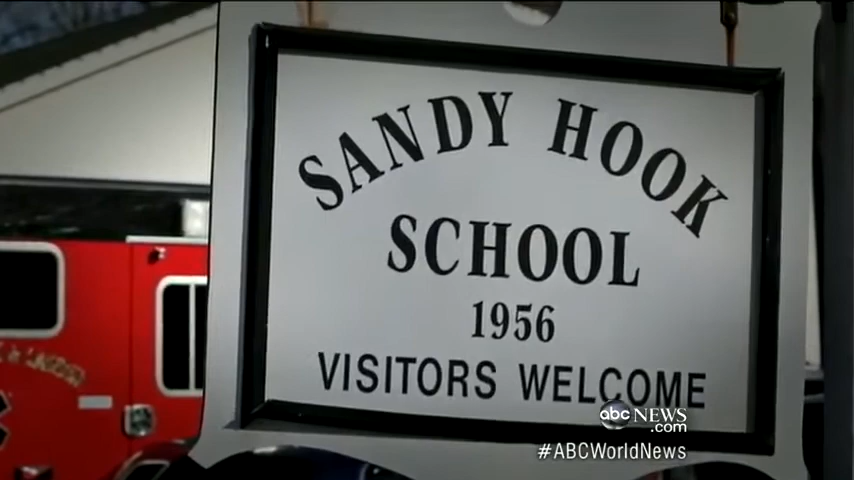 SANDY HOOK
SCHOOL
1956
VISITORS WELCOME
abc NEWS
.com
#ABCWorldNews